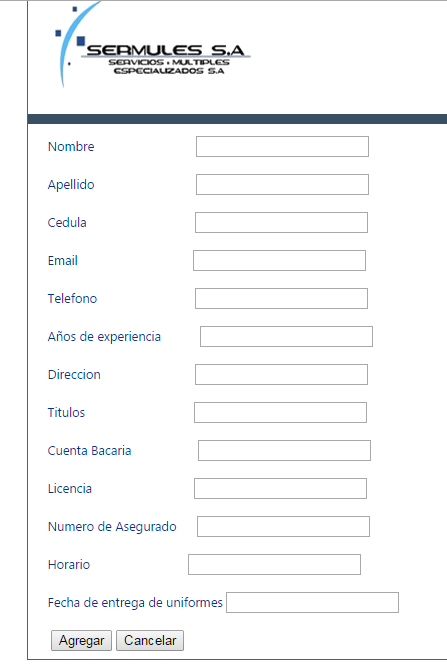 SERMULES S.A
SERVICIOS MULTIPLES
ESPECIALIZADOS S.A
Nombre
Apellido
Cedula
Email
Telefono
Años de experiencia
Direccion
Titulos
Cuenta Bacaria
Licencia
Numero de Asegurado
Horario
Fecha de entrega de uniformes
Agregar Cancelar